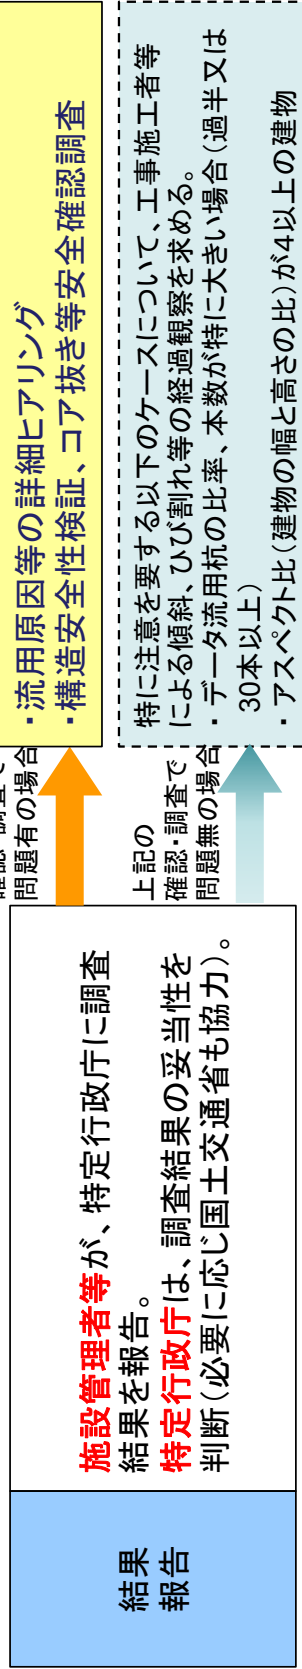 結果
報告
施設管理者等が、特定行政庁に調査
結果を報告。
特定行政庁は、調査結果の妥当性を
判断(必要に応じ国土交通省も協力)。
確認・調査で
問題有の場合
・流用原因等の詳細ヒアリング
・構造安全性検証、コア抜き等安全確認調査
上記の
確認・調査で
問題無の場合
特に注意を要する以下のケースについて、工事施工者等
による傾斜、ひび割れ等の経過観察を求める。
・データ流用杭の比率、本数が特に大きい場合(過半又は
30本以上)
・アスペクト比(建物の幅と高さの比)が4以上の建物